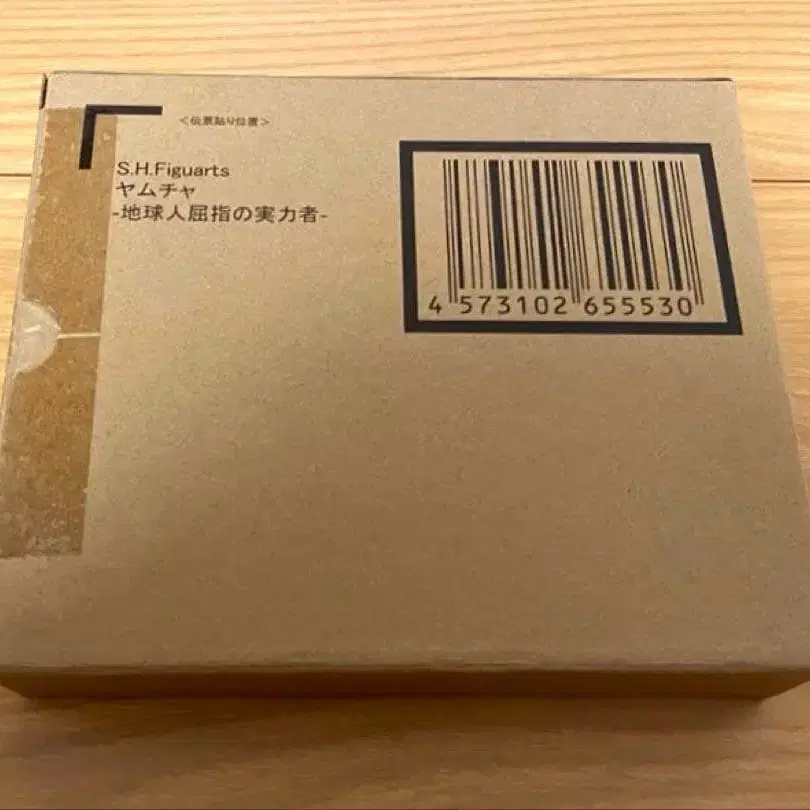 ＜伝票貼り位置＞
S.H.Figuarts
ヤムチャ
-地球人屈指の実力者-
4 573102 655530